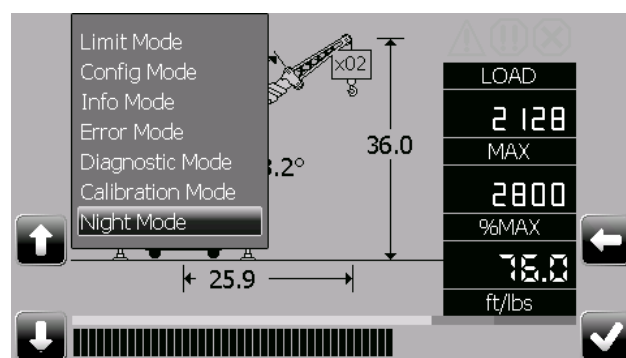 Limit Mode
Config Mode
Info Mode
Error Mode
Diagnostic Mode
Calibration Mode
Night Mode
x02
.2°
36.0
25.9
LOAD
2128
MAX
2800
%MAX
76.0
ft/lbs